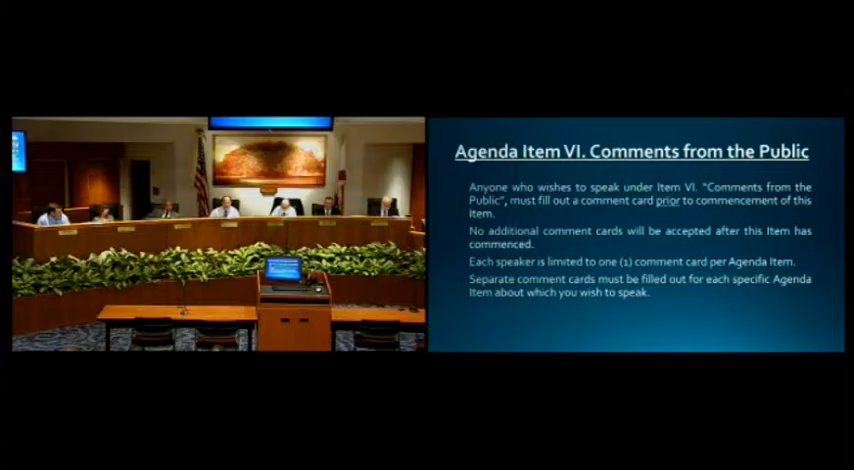 Agenda Item VI. Comments from the Public
Anyone who wishes to speak under Item VI. "Comments from the
Public", must fill out a comment card prior to commencement of this
Item.
No additional comment cards will be accepted after this Item has
commenced.
Each speaker is limited to one (1) comment card per Agenda Item.
Separate comment cards must be filled out for each specific Agenda
Item about which you wish to speak.